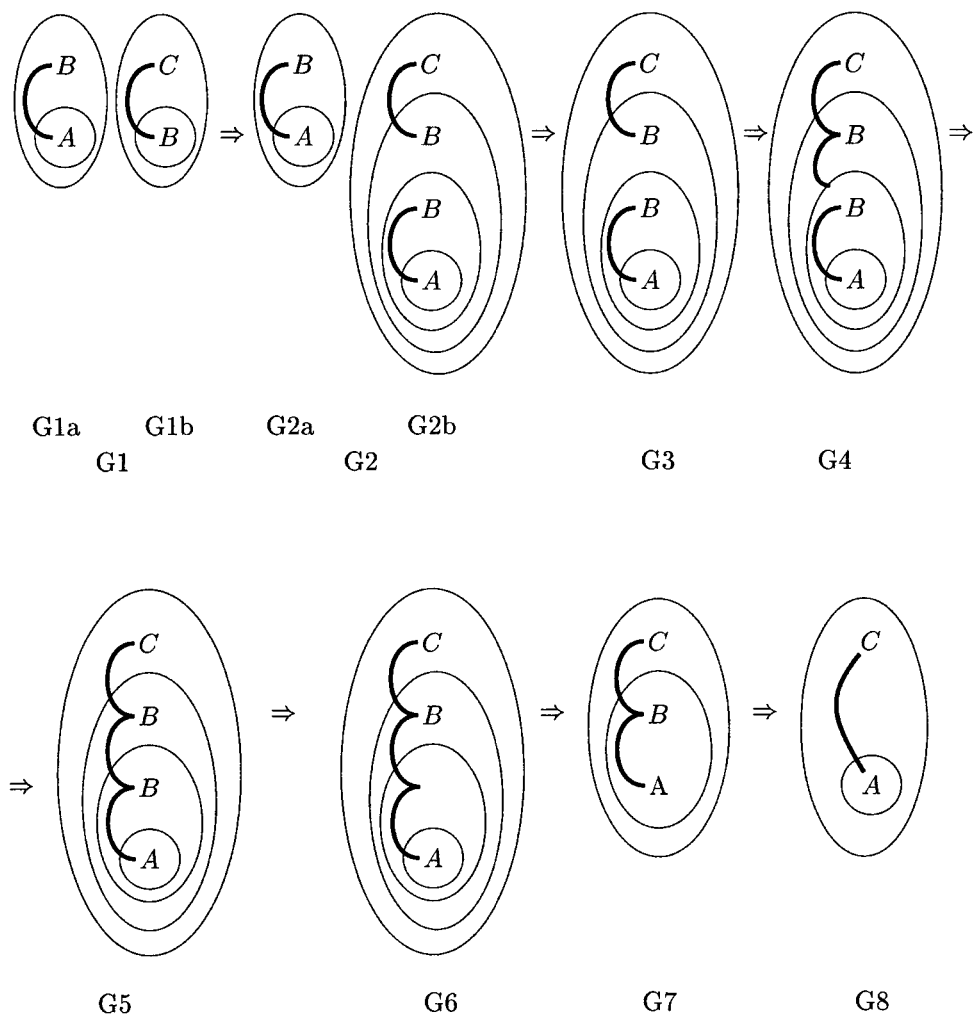 B C ⇒ B C ⇒ C ⇒ C ⇒
A B A B B B
B B B
A A A
G1a G1b G2a G2b
G1 G2 G3 G4
C C C C
B ⇒ B ⇒ B ⇒
⇒ B A A
A A
G5 G6 G7 G8